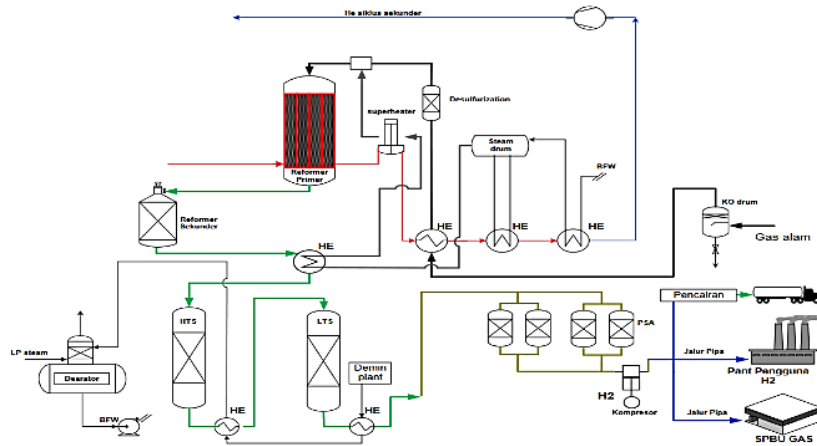 He siklus sekunder
Desulfurization
superheater
Steam
drum
BFW
Reformer
Primer
KO drum
Gas alam
HE
HE
HE
Reformer
Sekunder
HE
Pencairan
HTS
LTS
PSA
LP steam
Dearator
Demin
plant
Jalur Pipa
Pant Pengguna
H2
H2
Kompresor
BFW
HE
HE
Jalur Pipa
SPBU GAS